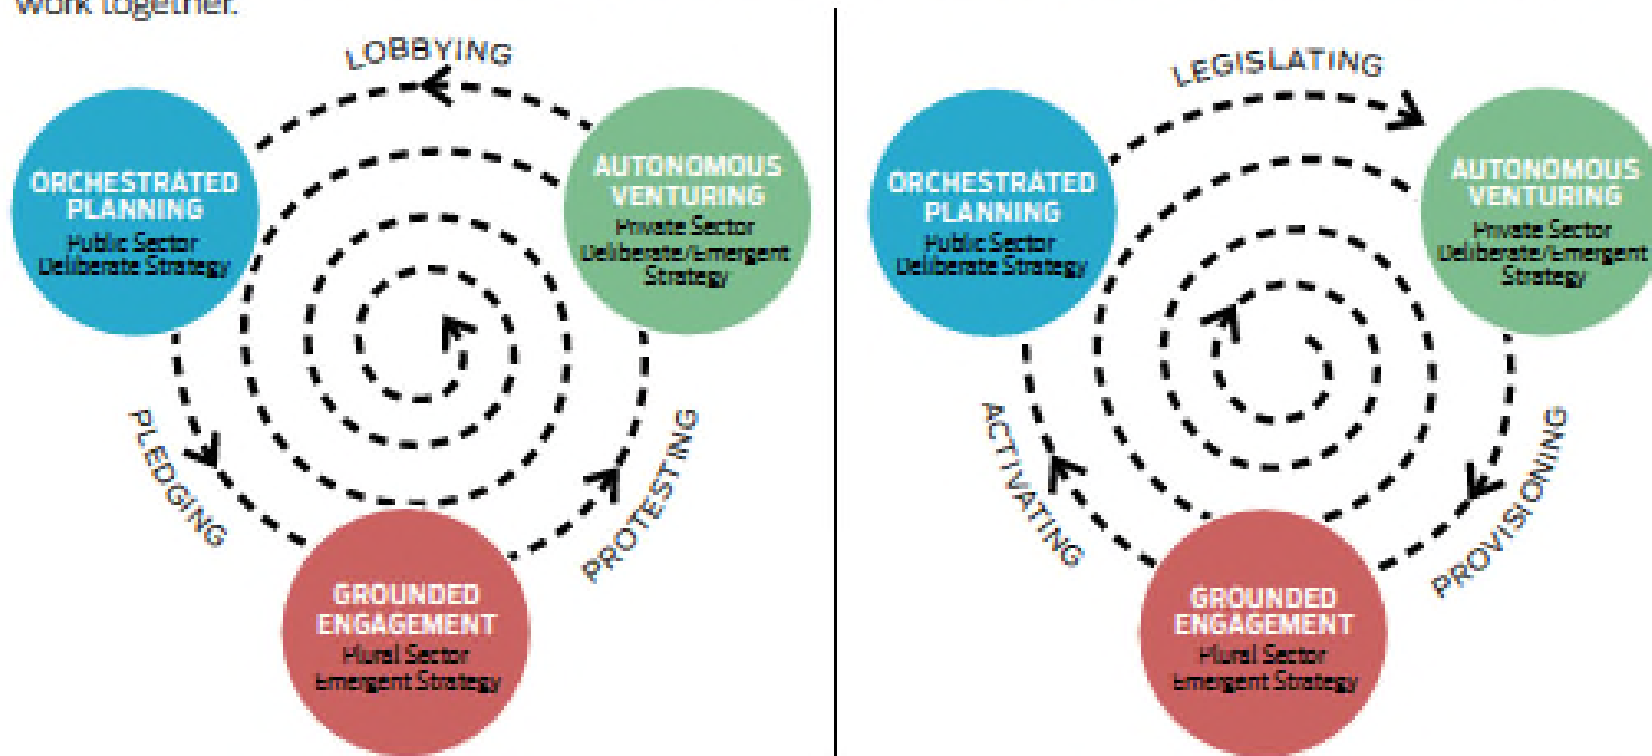 work together.
LOBBYING
ORCHESTRATED
PLANNING
Public Sector
Deliberate Strategy
AUTONOMOUS
VENTURING
Private Sector
Deliberate/Emergent
Strategy
PLEDGING
PROTESTING
GROUNDED
ENGAGEMENT
Plural Sector
Emergent Strategy
LEGISLATING
ORCHESTRATED
PLANNING
Public Sector
Deliberate Strategy
AUTONOMOUS
VENTURING
Private Sector
Deliberate/Emergent
Strategy
ACTIVATING
PROVISIONING
GROUNDED
ENGAGEMENT
Plural Sector
Emergent Strategy